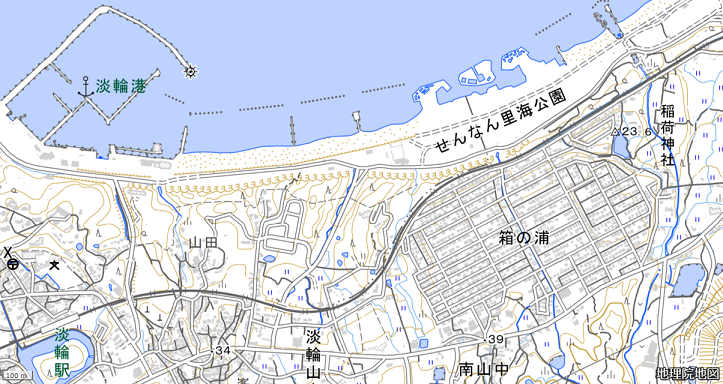 淡輪港
せんなん里海公園
稲荷神社
23.6
箱の浦
山田
淡輪駅
34
淡輪山
39
南山中
100 m
地理院地図